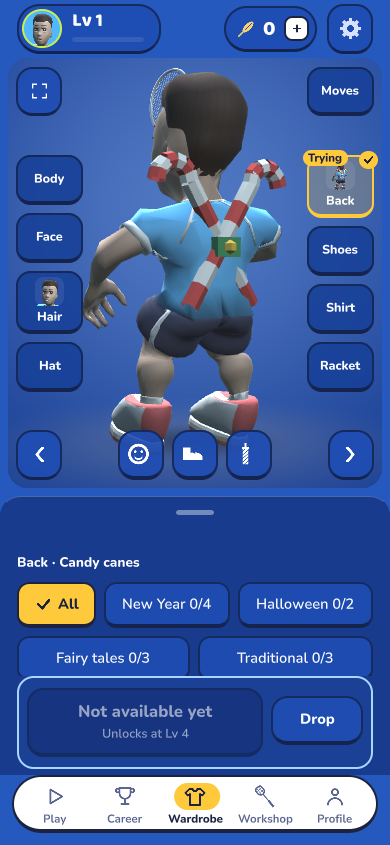 Lv 1
0
+
Moves
Body
Trying
Back
Face
Shoes
Hair
Shirt
Hat
Racket
Back · Candy canes
All
New Year 0/4
Halloween 0/2
Fairy tales 0/3
Traditional 0/3
Not available yet
Unlocks at Lv 4
Drop
Play
Career
Wardrobe
Workshop
Profile